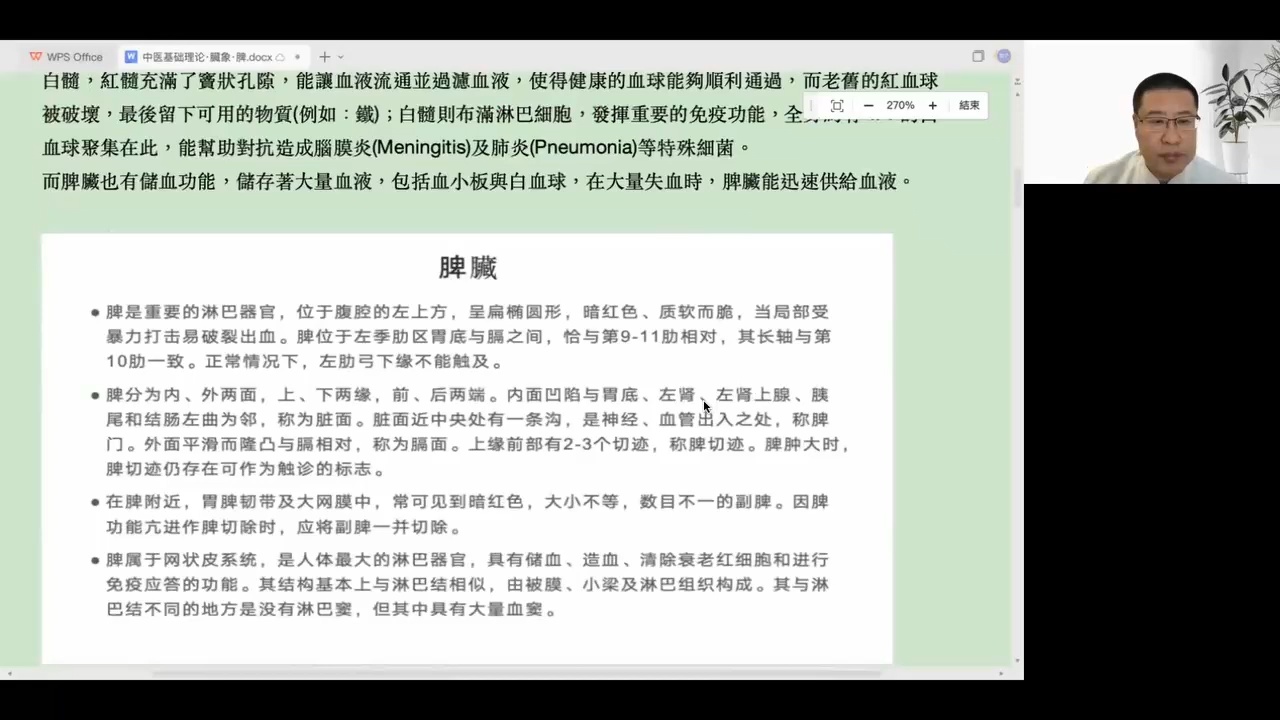 WPS Office
中医基础理论·臟象·脾.docx
白髓，紅髓充滿了竇狀孔隙，能讓血液流通並過濾血液，使得健康的血球能夠順利通過，而老舊的紅血球
270%
結束
被破壞，最後留下可用的物質(例如：鐵)；白髓則布滿淋巴細胞，發揮重要的免疫功能，
血球聚集在此，能幫助對抗造成腦膜炎(Meningitis)及肺炎(Pneumonia)等特殊細菌。
而脾臟也有儲血功能，儲存著大量血液，包括血小板與白血球，在大量失血時，脾臟能迅速供給血液。
脾臟
● 脾是重要的淋巴器官，位于腹腔的左上方，呈扁椭圆形，暗红色、质软而脆，当局部受
暴力打击易破裂出血。脾位于左季肋区胃底与膈之间，恰与第9-11肋相对，其长轴与第
10肋一致。正常情况下，左肋弓下缘不能触及。
● 脾分为内、外两面，上、下两缘，前、后两端。内面凹陷与胃底、左肾、左肾上腺、胰
尾和结肠左曲为邻，称为脏面。脏面近中央处有一条沟，是神经、血管出入之处，称脾
门。外面平滑而隆凸与膈相对，称为膈面。上缘前部有2-3个切迹，称脾切迹。脾肿大时，
脾切迹仍存在可作为触诊的标志。
● 在脾附近，胃脾韧带及大网膜中，常可见到暗红色，大小不等，数目不一的副脾。因脾
功能亢进作脾切除时，应将副脾一并切除。
● 脾属于网状皮系统，是人体最大的淋巴器官，具有储血、造血、清除衰老红细胞和进行
免疫应答的功能。其结构基本上与淋巴结相似，由被膜、小梁及淋巴组织构成。其与淋
巴结不同的地方是没有淋巴窦，但其中具有大量血窦。